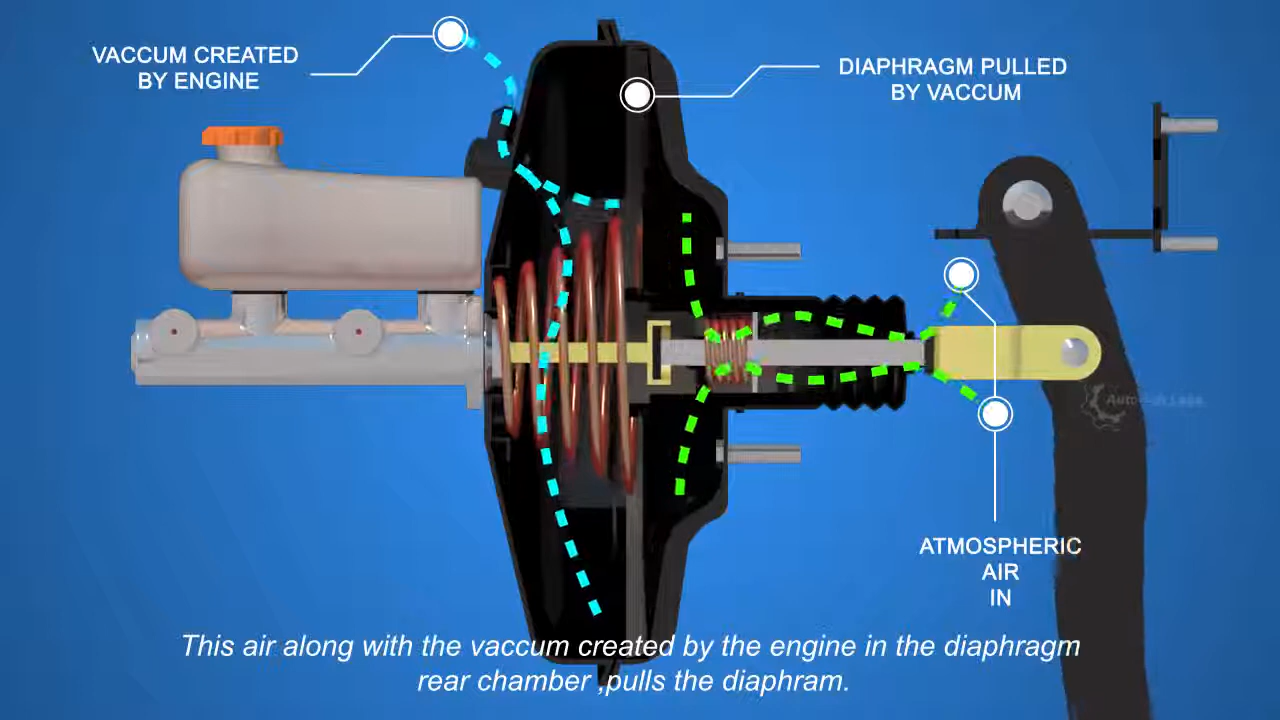 VACCUM CREATED
BY ENGINE
DIAPHRAGM PULLED
BY VACCUM
ATMOSPHERIC
AIR
IN
This air along with the vaccum created by the engine in the diaphragm
rear chamber ,pulls the diaphram.